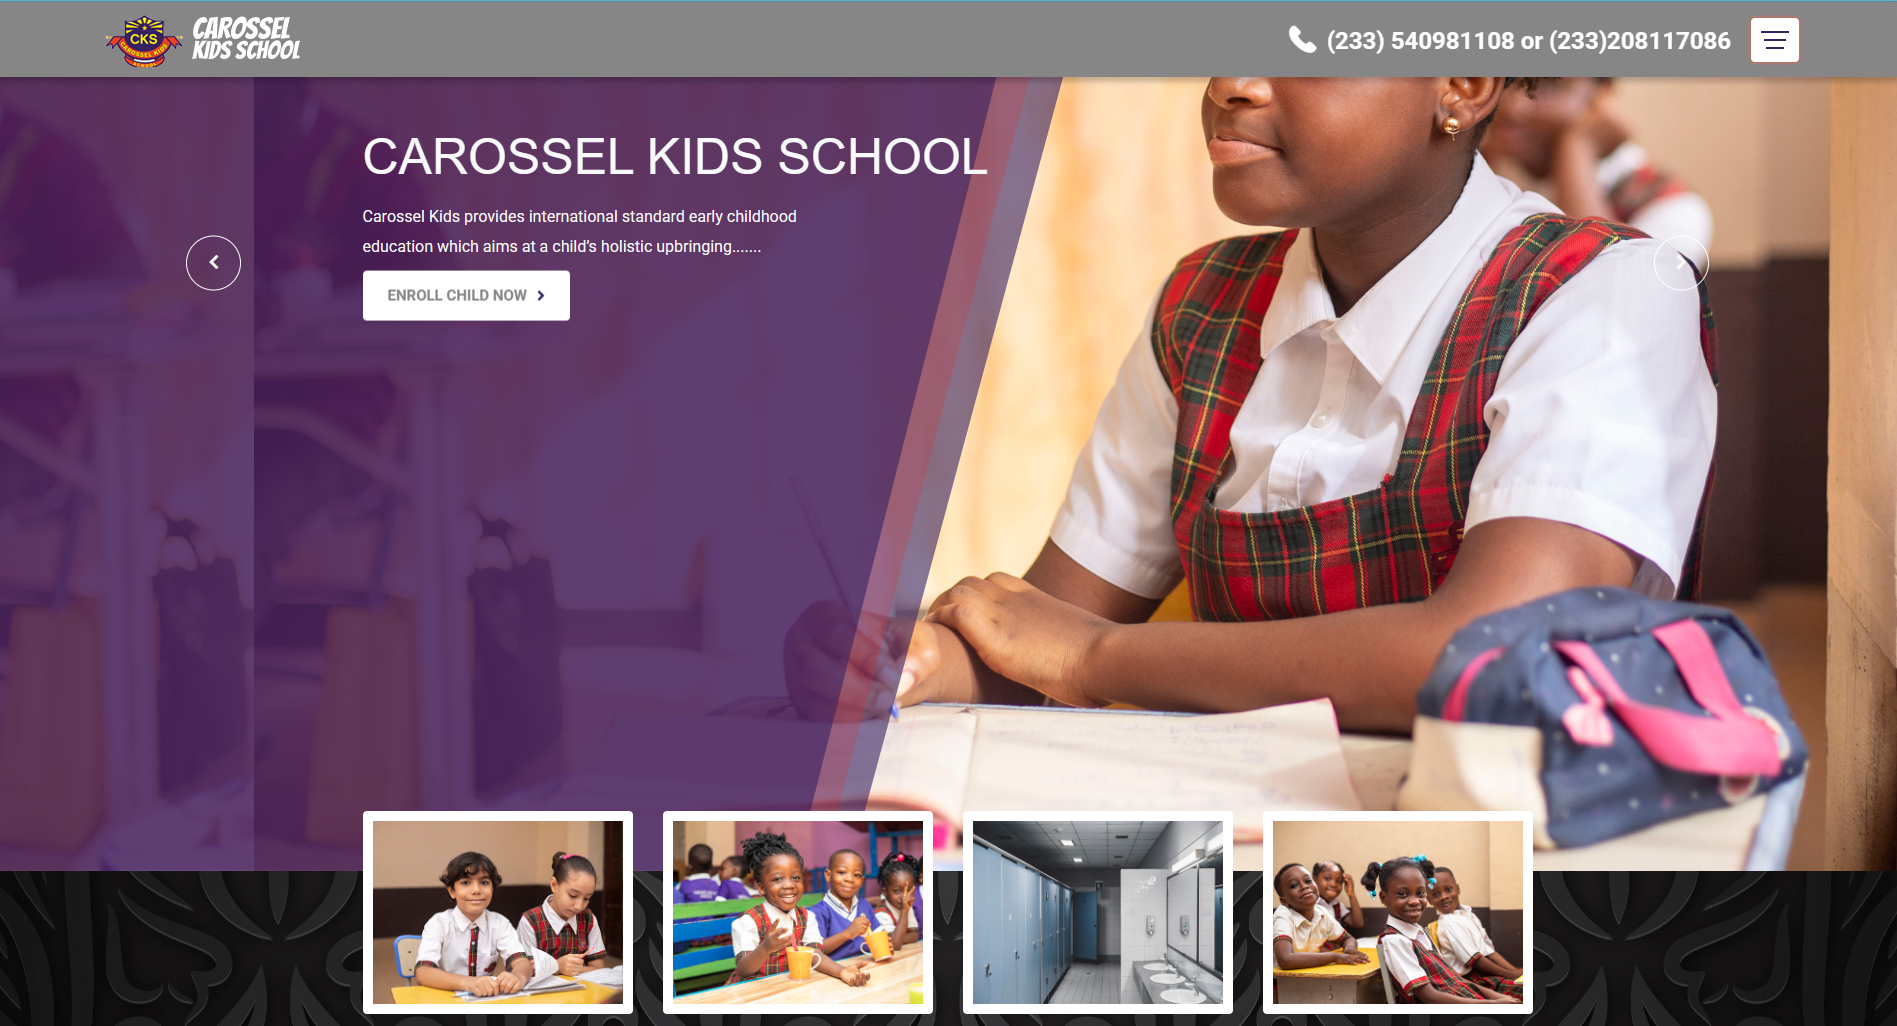 CKS
CAROSSEL KIDS
SCHOOL
CAROSSEL
KIDS SCHOOL
(233) 540981108 or (233)208117086
CAROSSEL KIDS SCHOOL
Carossel Kids provides international standard early childhood
education which aims at a child’s holistic upbringing.......
ENROLL CHILD NOW